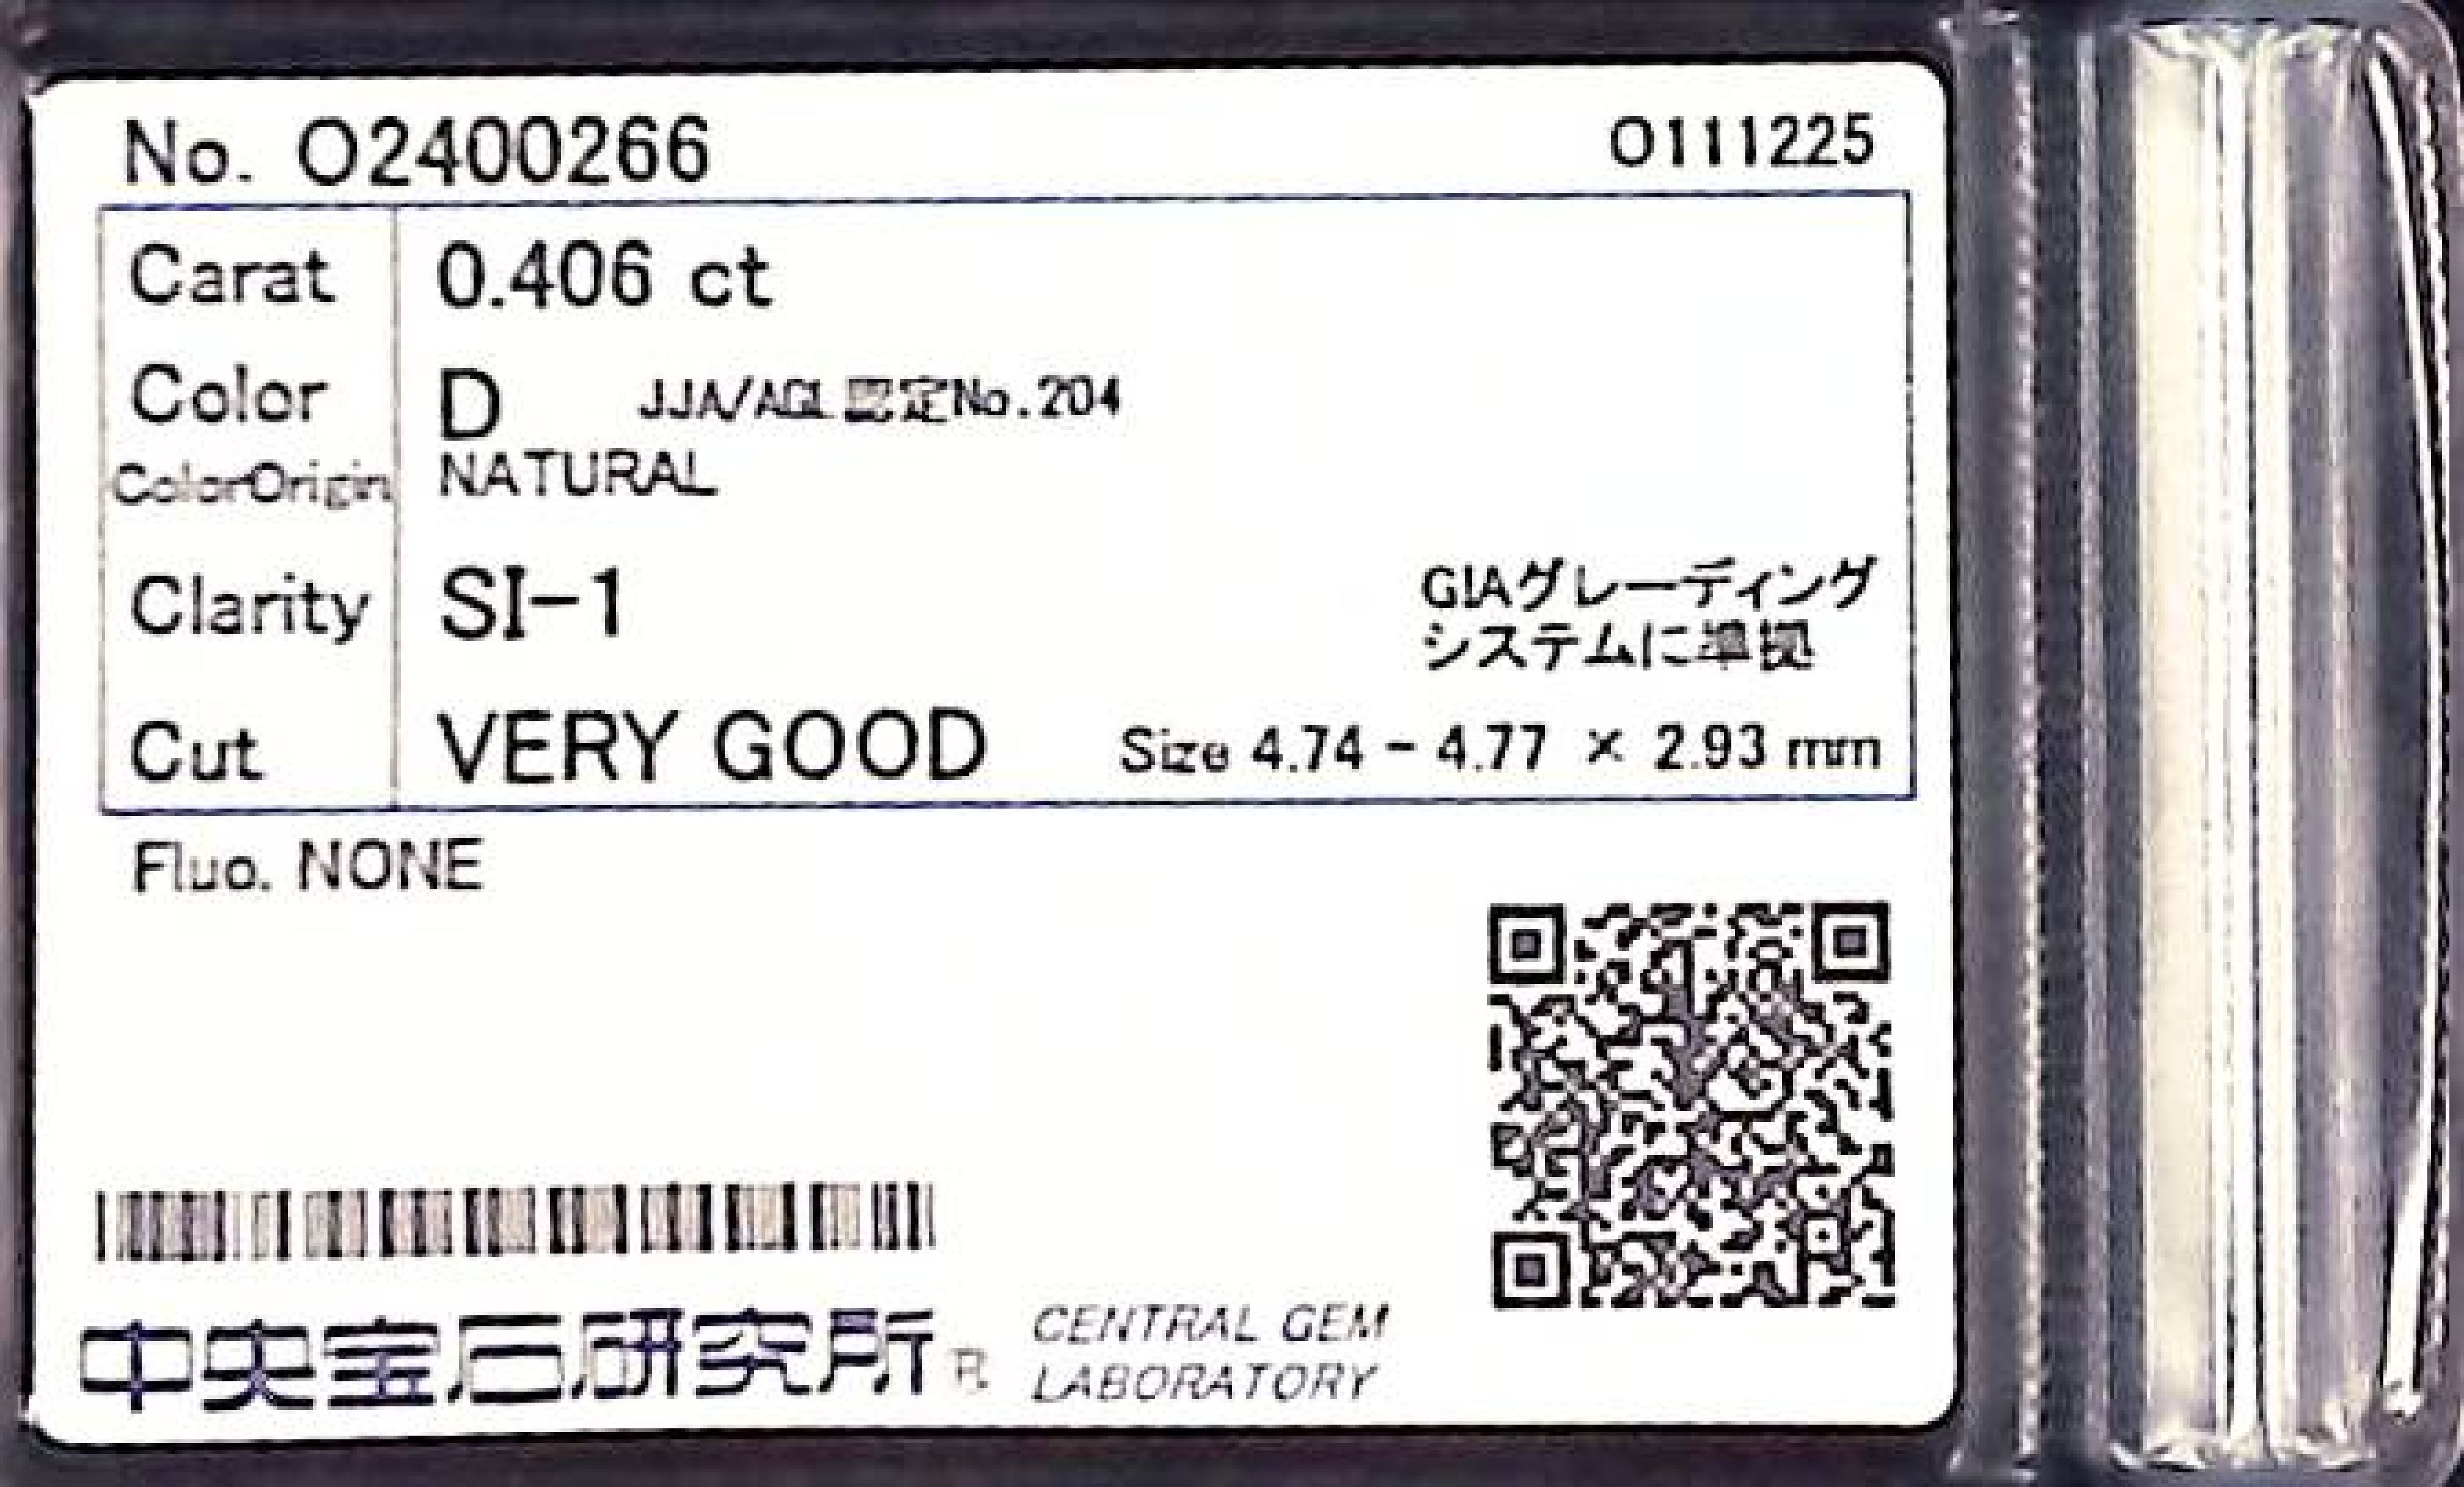 No. O2400266
O111225
Carat 0.406 ct
Color D JJA/AGL認定No.204
ColorOrigin NATURAL
Clarity SI-1
GIAグレーディング
システムに準拠
Cut VERY GOOD Size 4.74 - 4.77 × 2.93 mm
Fluo. NONE
中央宝石研究所® CENTRAL GEM
LABORATORY